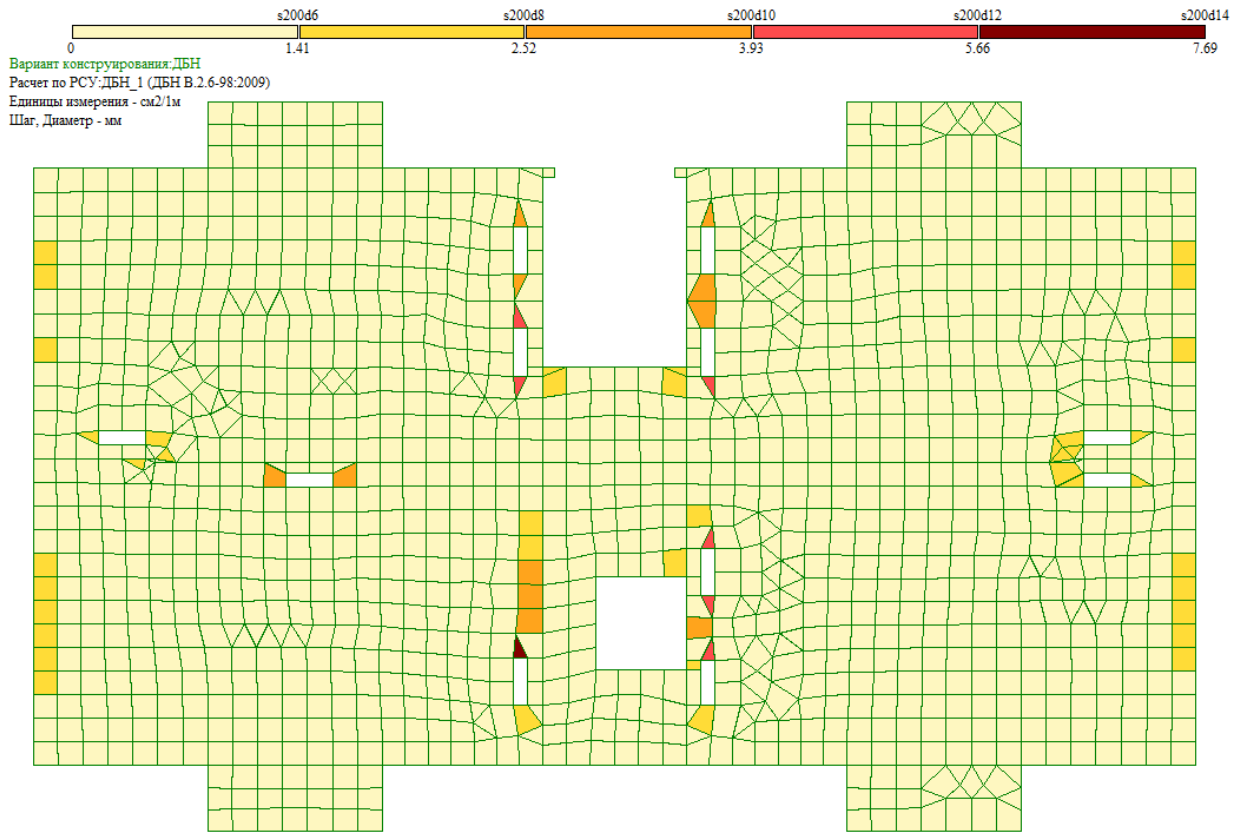 s200d6 s200d8 s200d10 s200d12 s200d14
0 1.41 2.52 3.93 5.66 7.69
Вариант конструирования:ДБН
Расчет по РСУ:ДБН_1 (ДБН В.2.6-98:2009)
Единицы измерения - см2/1м
Шаг, Диаметр - мм